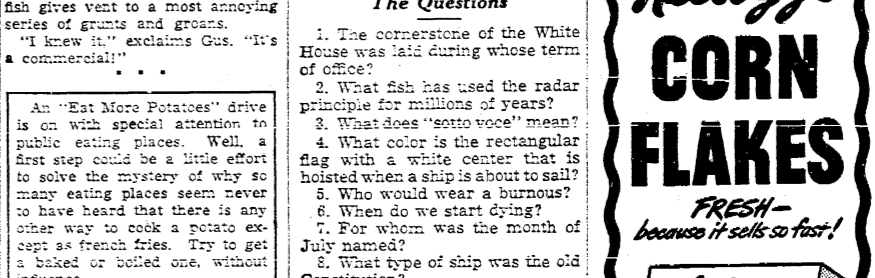 fish gives vent to a most annoying
series of grunts and groans.
"I knew it," exclaims Gus. "It's
a commercial!"
An "Eat More Potatoes" drive
is on with special attention to
public eating places. Well, a
first step could be a little effort
to solve the mystery of why so
many eating places seem never
to have heard that there is any
other way to cook a potato ex-
cept as french fries. Try to get
a baked or boiled one, without
The Questions
1. The cornerstone of the White
House was laid during whose term
of office?
2. What fish has used the radar
principle for millions of years?
3. What does "sotto voce" mean?
4. What color is the rectangular
flag with a white center that is
hoisted when a ship is about to sail?
5. Who would wear a burnous?
6. When do we start dying?
7. For whom was the month of
July named?
8. What type of ship was the old
Constitution?
Kellogg's
CORN
FLAKES
FRESH—
because it sells so fast!